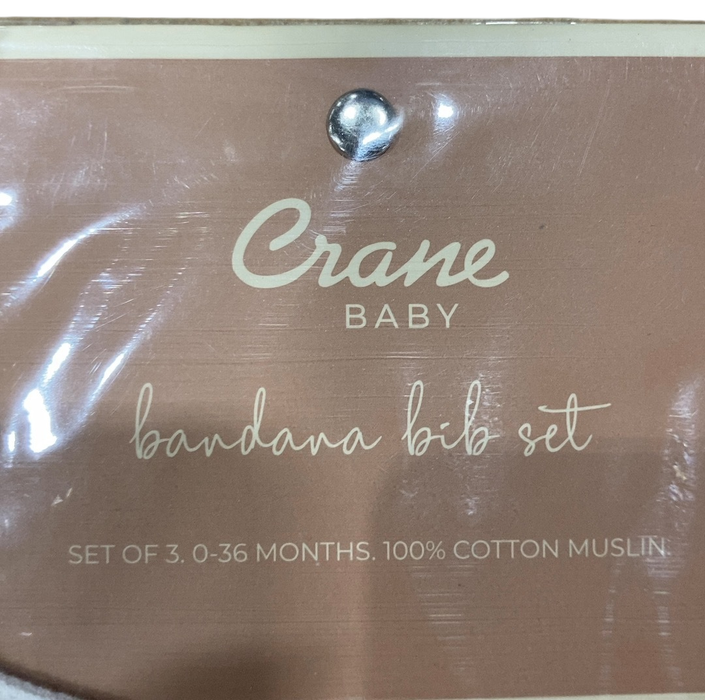 Crane
BABY
bandana bib set
SET OF 3. 0-36 MONTHS. 100% COTTON MUSLIN.